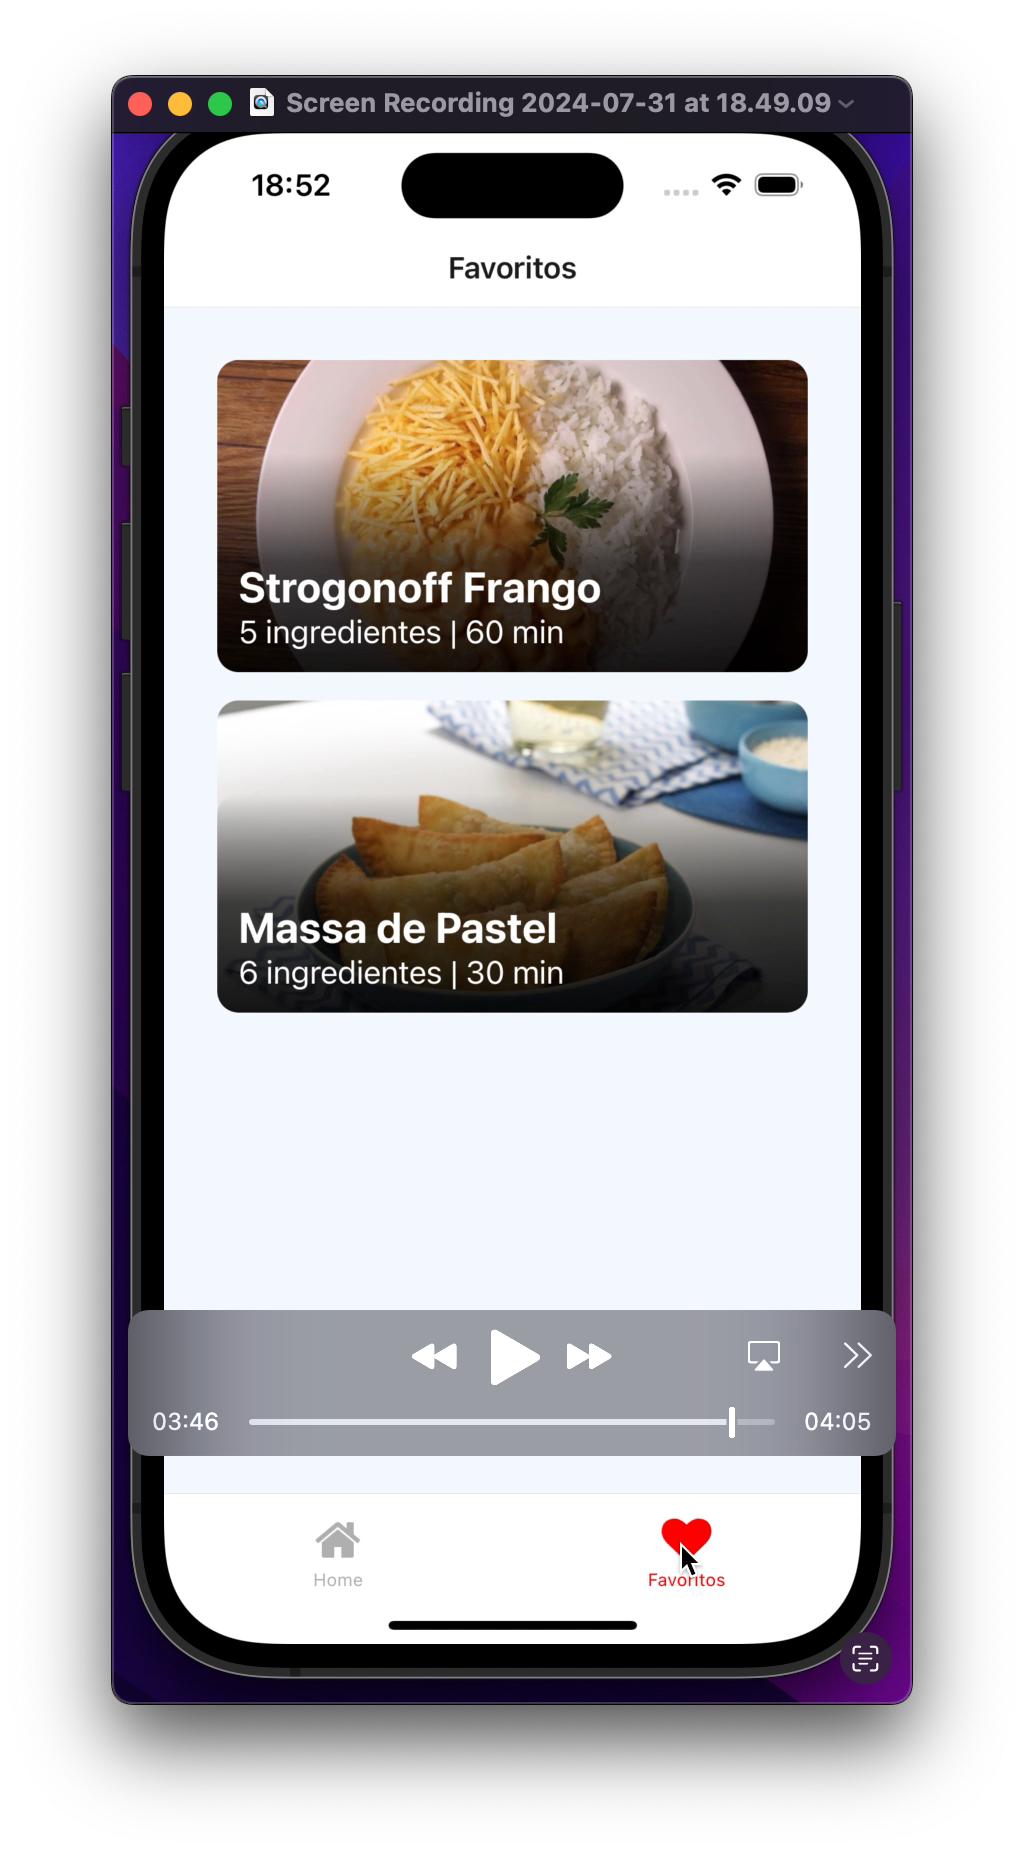 Screen Recording 2024-07-31 at 18.49.09
18:52
Favoritos
Strogonoff Frango
5 ingredientes | 60 min
Massa de Pastel
6 ingredientes | 30 min
03:46
04:05
Home
Favoritos